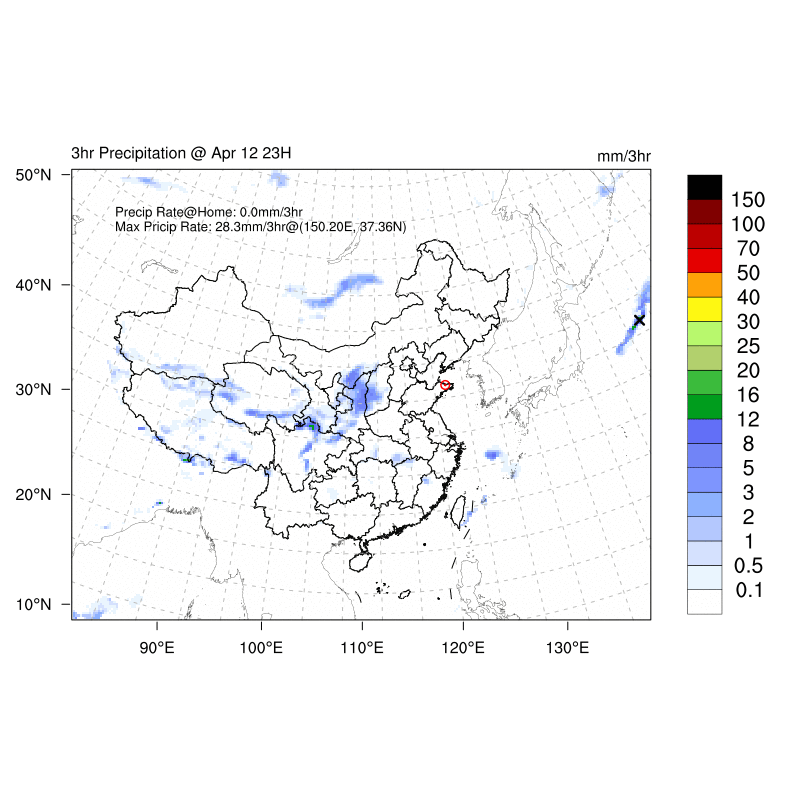 3hr Precipitation @ Apr 12 23H
mm/3hr
Precip Rate@Home: 0.0mm/3hr
Max Pricip Rate: 28.3mm/3hr@(150.20E, 37.36N)
50°N
40°N
30°N
20°N
10°N
90°E
100°E
110°E
120°E
130°E
150
100
70
50
40
30
25
20
16
12
8
5
3
2
1
0.5
0.1